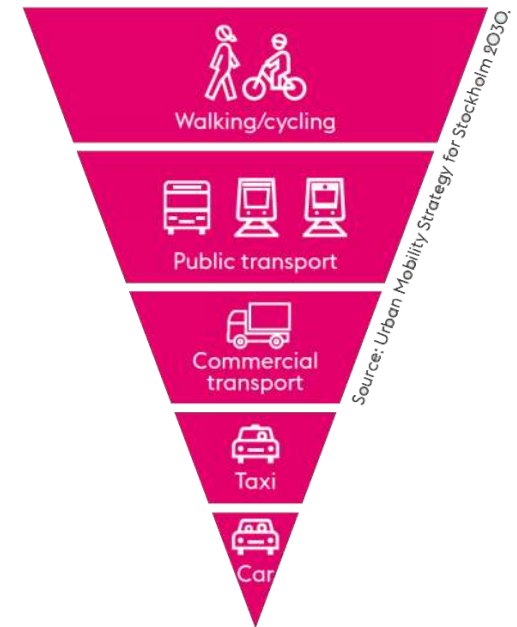 Walking/cycling
Public transport
Commercial
transport
Taxi
Car
Source: Urban Mobility Strategy for Stockholm 2030.